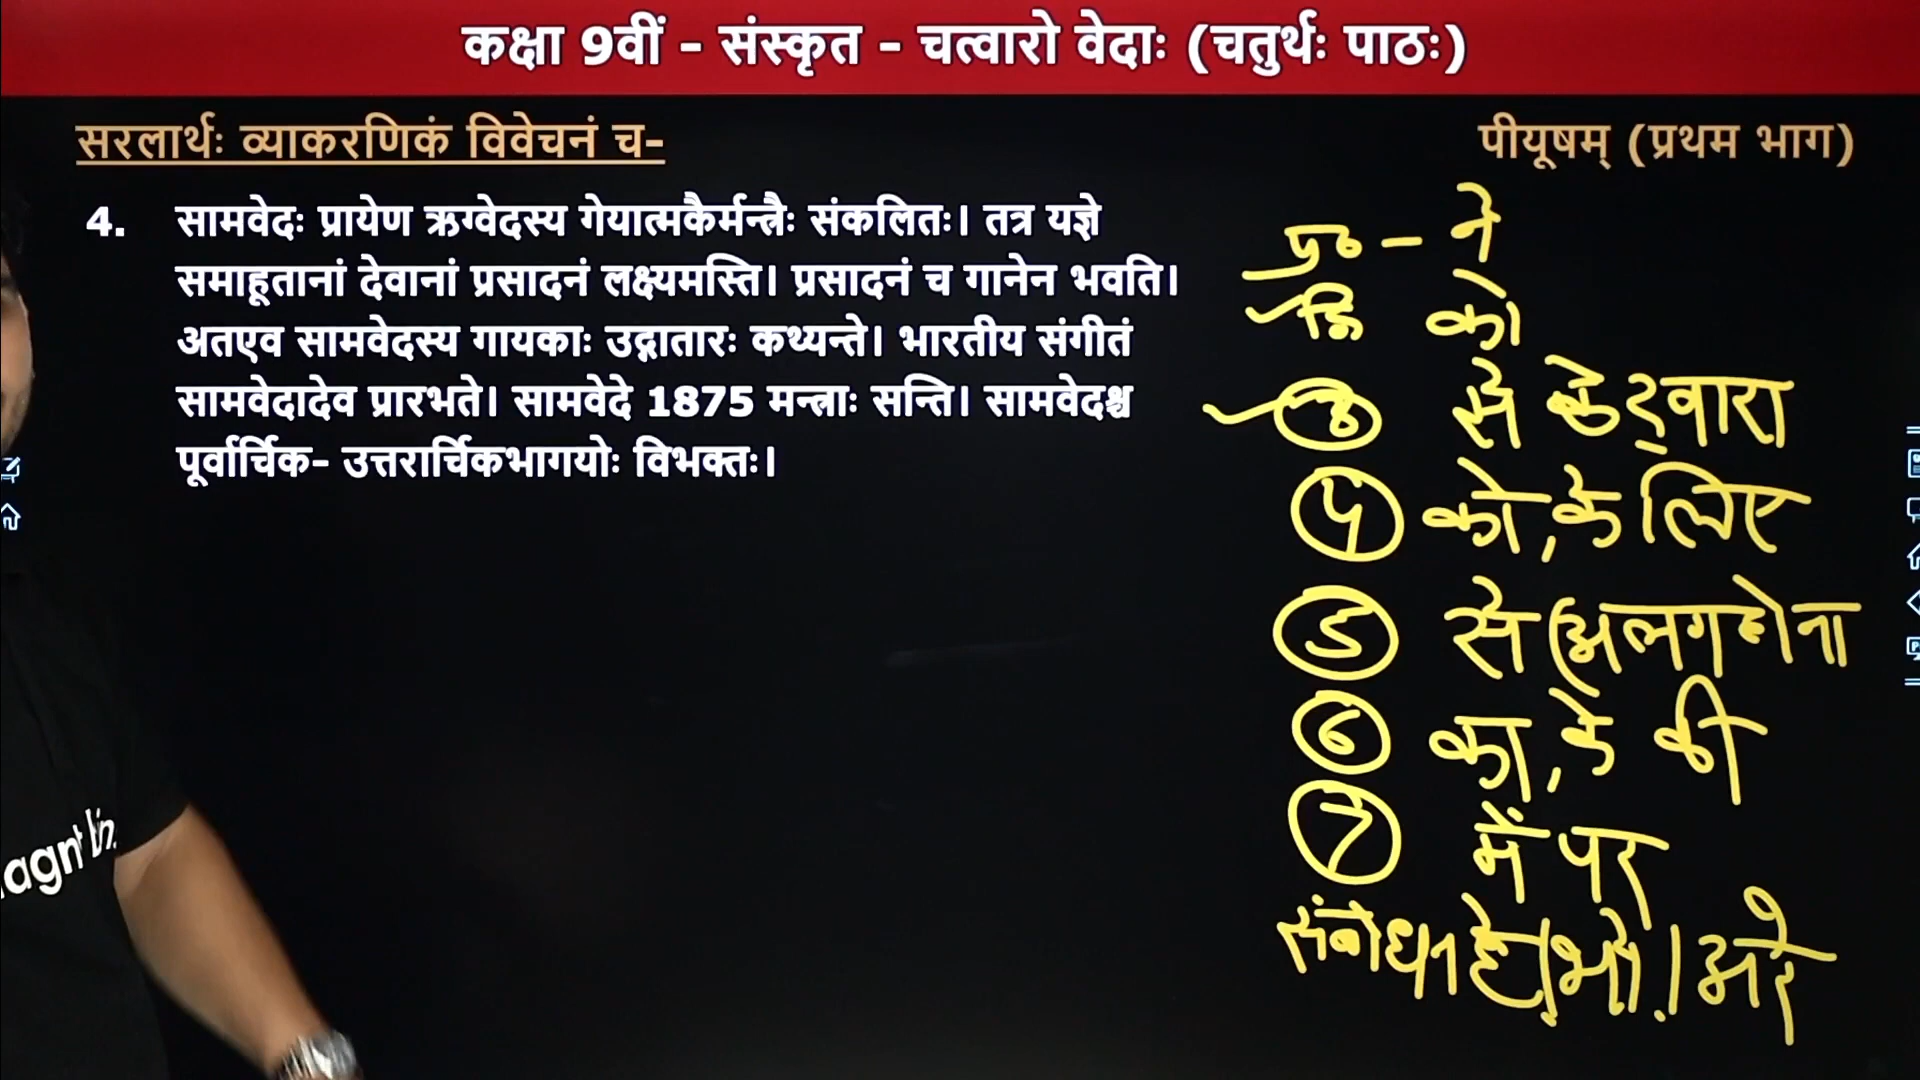 कक्षा 9वीं - संस्कृत - चत्वारो वेदाः (चतुर्थः पाठः)
सरलार्थः व्याकरणिकं विवेचनं च-
पीयूषम् (प्रथम भाग)
4. सामवेदः प्रायेण ऋग्वेदस्य गेयात्मकैर्मन्त्रैः संकलितः। तत्र यज्ञे
समाहूतानां देवानां प्रसादनं लक्ष्यमस्ति। प्रसादनं च गानेन भवति।
अतएव सामवेदस्य गायकाः उद्गातारः कथ्यन्ते। भारतीय संगीतं
सामवेदादेव प्रारभते। सामवेदे 1875 मन्त्राः सन्ति। सामवेदश्च
पूर्वार्चिक- उत्तरार्चिकभागयोः विभक्तः।
प्र० - ने
द्वि० को
से के द्वारा
को, के लिए
5 से (अलग होना
6 का, के की
7 में पर
संबोधन हे। भो। अरे